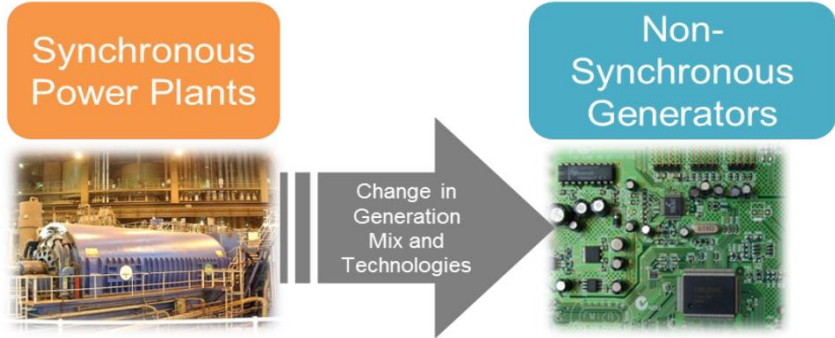 Synchronous
Power Plants
Non-
Synchronous
Generators
Change in
Generation
Mix and
Technologies